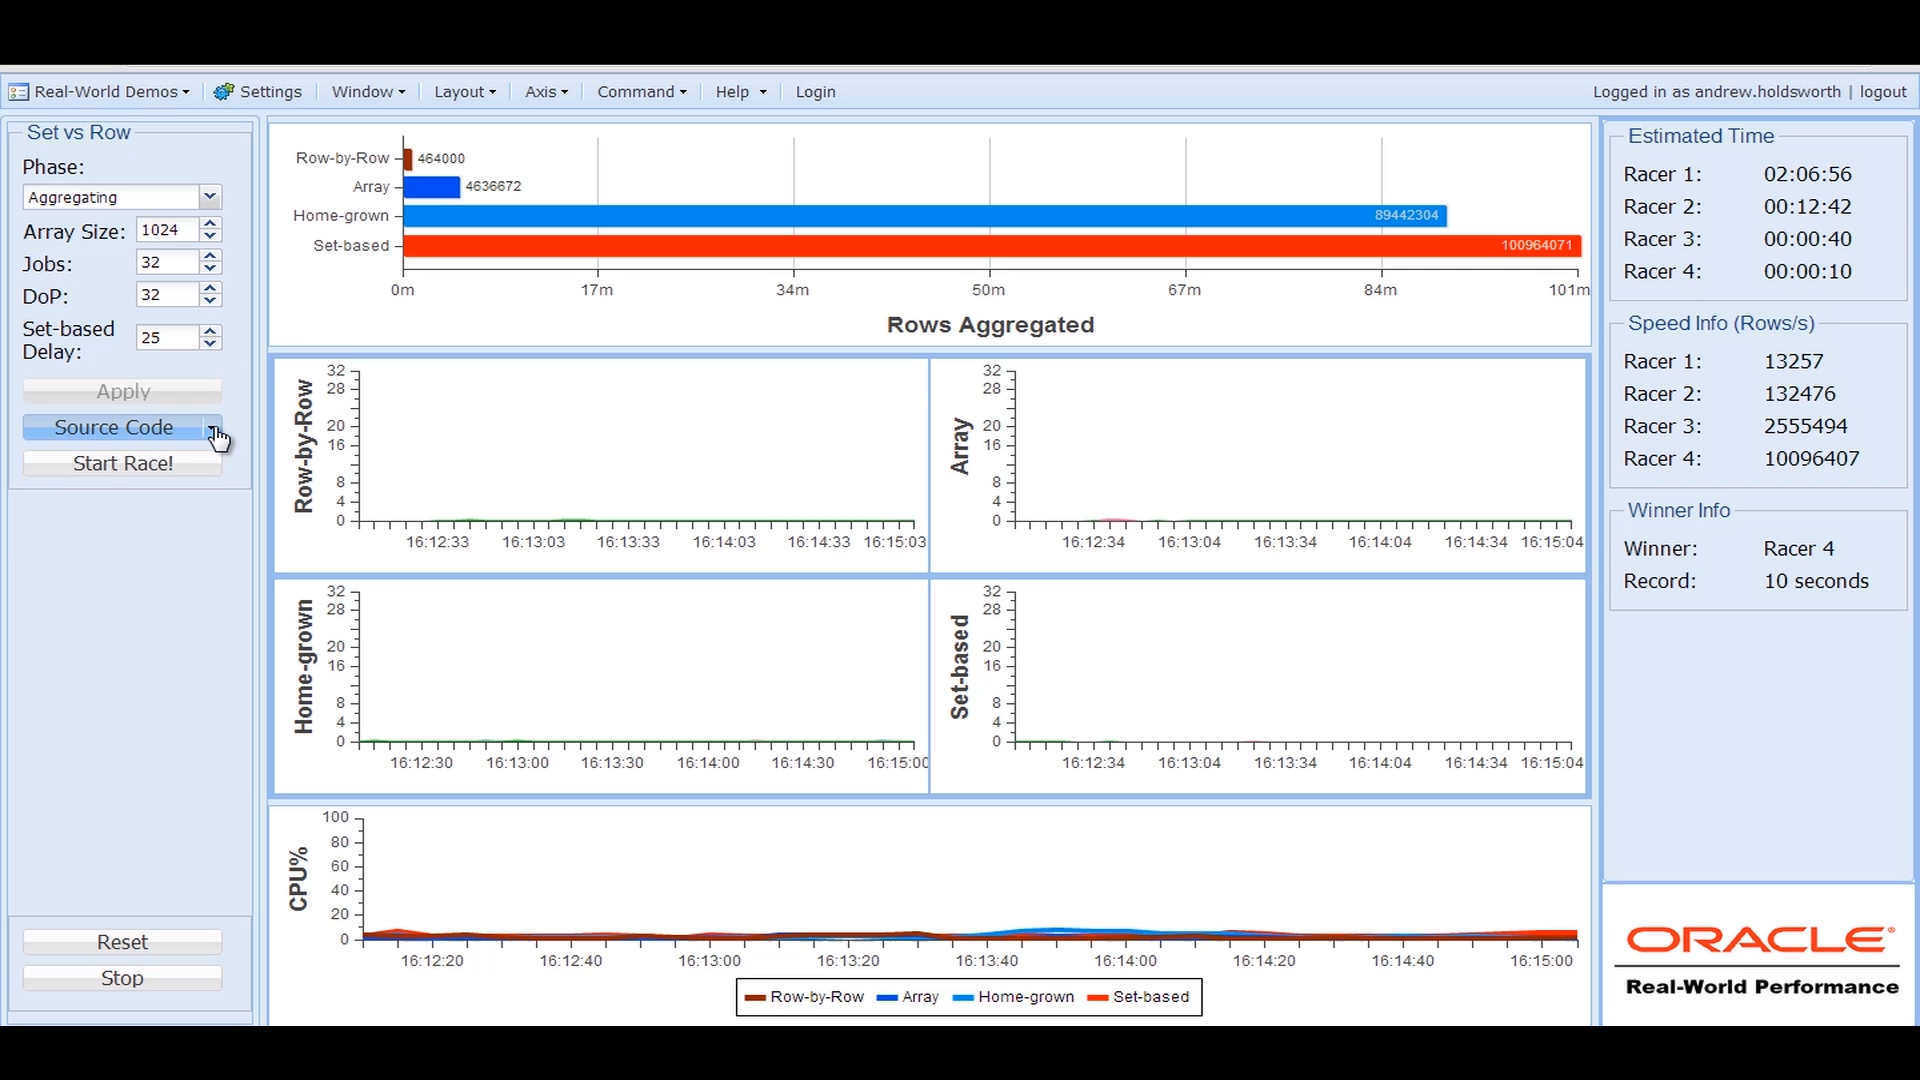 Real-World Demos Settings Window Layout Axis Command Help Login Logged in as andrew.holdsworth | logout
Set vs Row
Phase:
Aggregating
Array Size: 1024
Jobs: 32
DoP: 32
Set-based Delay: 25
Apply
Source Code
Start Race!
Reset
Stop
Row-by-Row 464000
Array 4636672
Home-grown 89442304
Set-based 100964071
0m 17m 34m 50m 67m 84m 101m
Rows Aggregated
Row-by-Row
32
28
20
16
8
4
0
16:12:33 16:13:03 16:13:33 16:14:03 16:14:33 16:15:03
Array
32
28
20
16
8
4
0
16:12:34 16:13:04 16:13:34 16:14:04 16:14:34 16:15:04
Home-grown
32
28
20
16
8
4
0
16:12:30 16:13:00 16:13:30 16:14:00 16:14:30 16:15:00
Set-based
32
28
20
16
8
4
0
16:12:34 16:13:04 16:13:34 16:14:04 16:14:34 16:15:04
CPU%
100
80
60
40
20
0
16:12:20 16:12:40 16:13:00 16:13:20 16:13:40 16:14:00 16:14:20 16:14:40 16:15:00
Row-by-Row Array Home-grown Set-based
Estimated Time
Racer 1: 02:06:56
Racer 2: 00:12:42
Racer 3: 00:00:40
Racer 4: 00:00:10
Speed Info (Rows/s)
Racer 1: 13257
Racer 2: 132476
Racer 3: 2555494
Racer 4: 10096407
Winner Info
Winner: Racer 4
Record: 10 seconds
ORACLE®
Real-World Performance